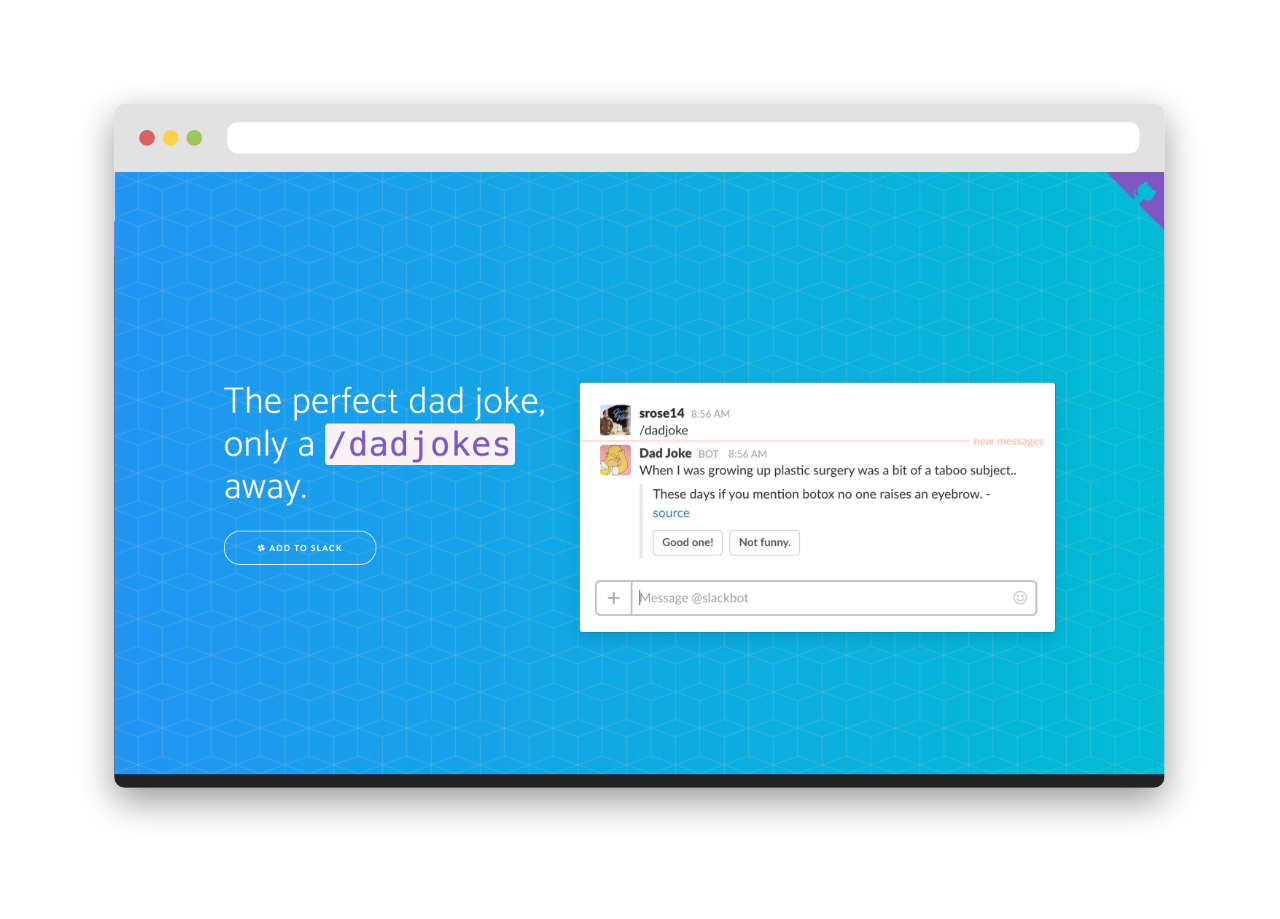 The perfect dad joke,
only a /dadjokes
away.
ADD TO SLACK
srose14 8:56 AM
/dadjoke
new messages
Dad Joke BOT 8:56 AM
When I was growing up plastic surgery was a bit of a taboo subject..
These days if you mention botox no one raises an eyebrow. -
source
Good one! Not funny.
Message @slackbot